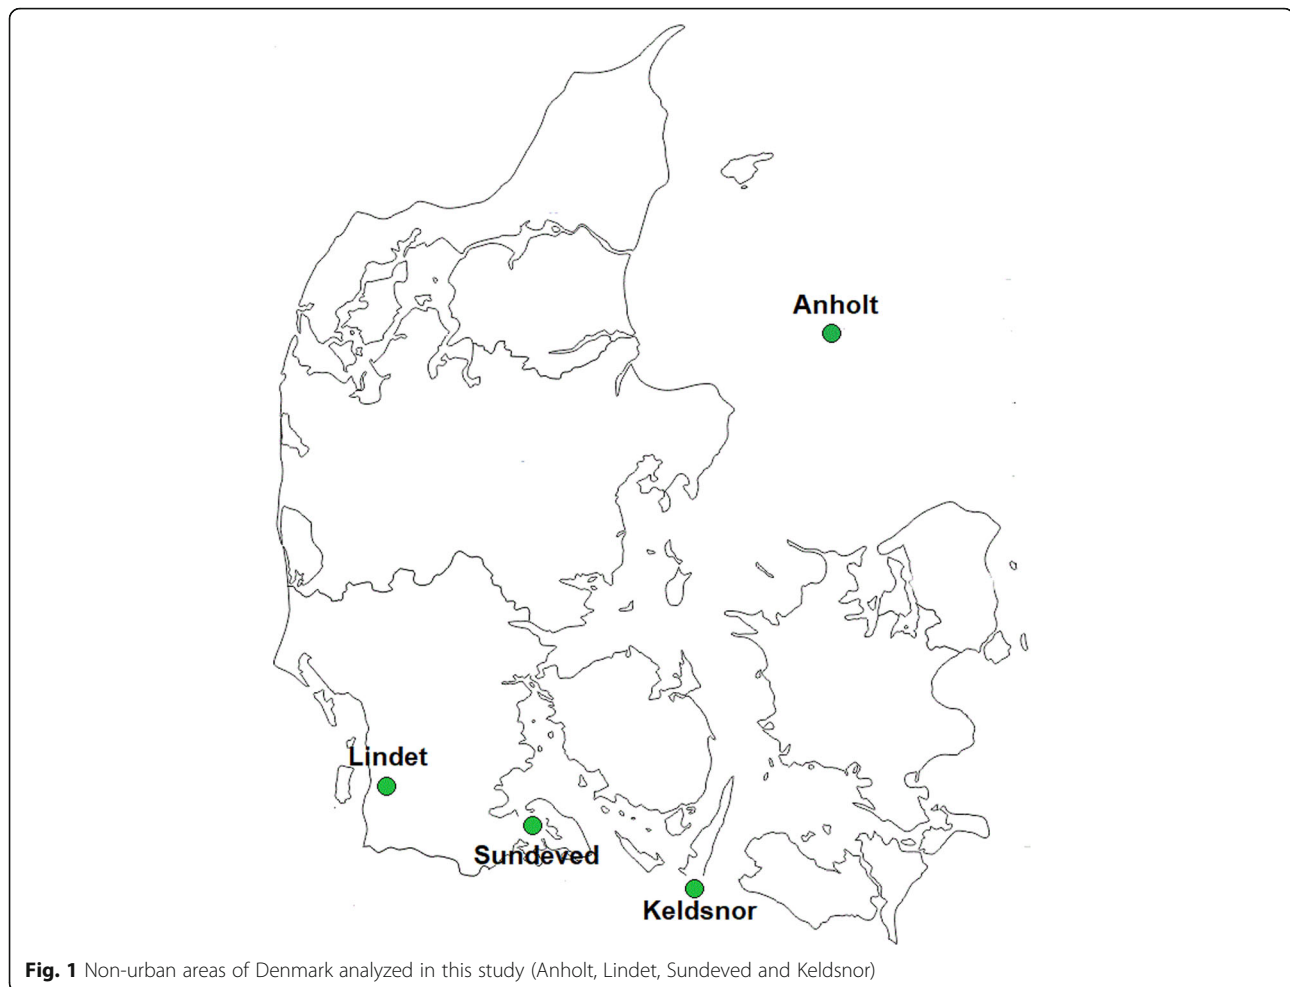 Anholt
Lindet
Sundeved
Keldsnor
Fig. 1 Non-urban areas of Denmark analyzed in this study (Anholt, Lindet, Sundeved and Keldsnor)